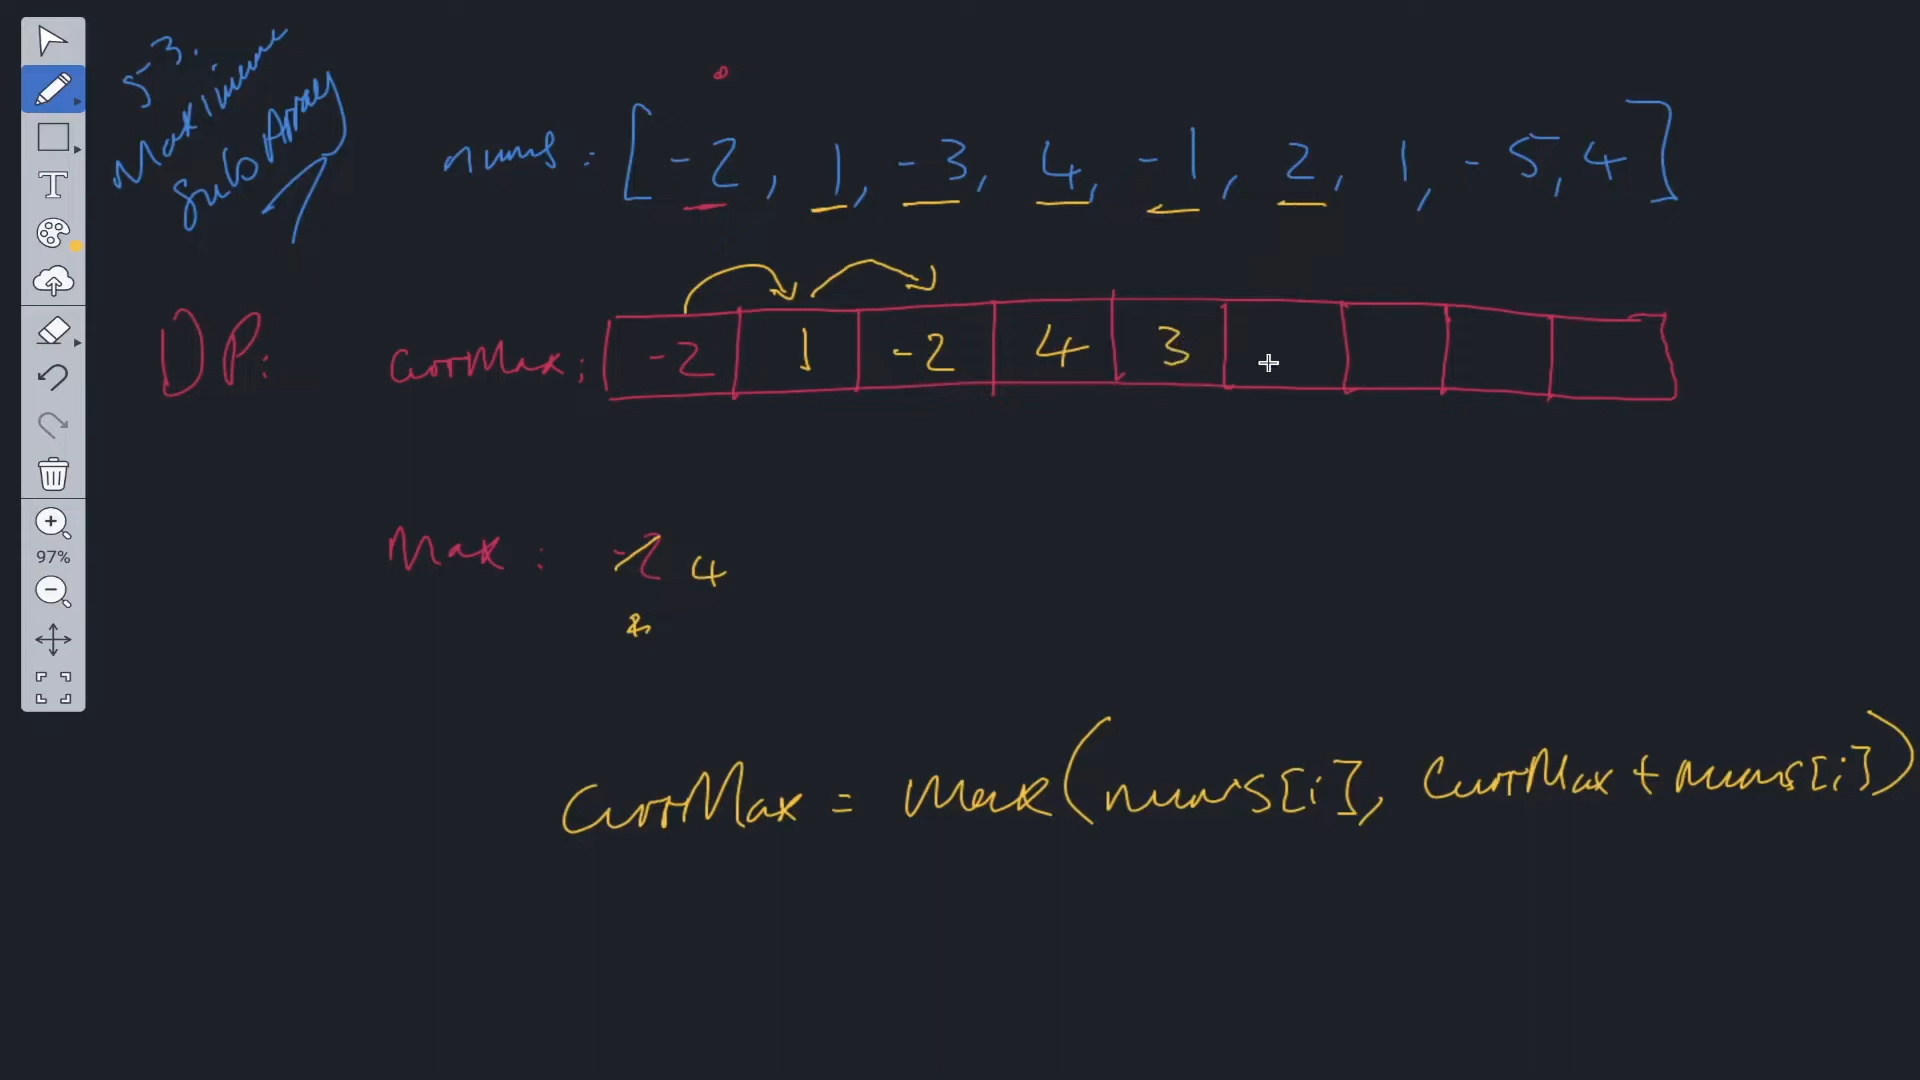 53.
Maximum
SubArray
nums: [-2, 1, -3, 4, -1, 2, 1, -5, 4]
DP: currMax: -2 1 -2 4 3
Max: -2 4
currMax = max(nums[i], currMax + nums[i])
T
97%